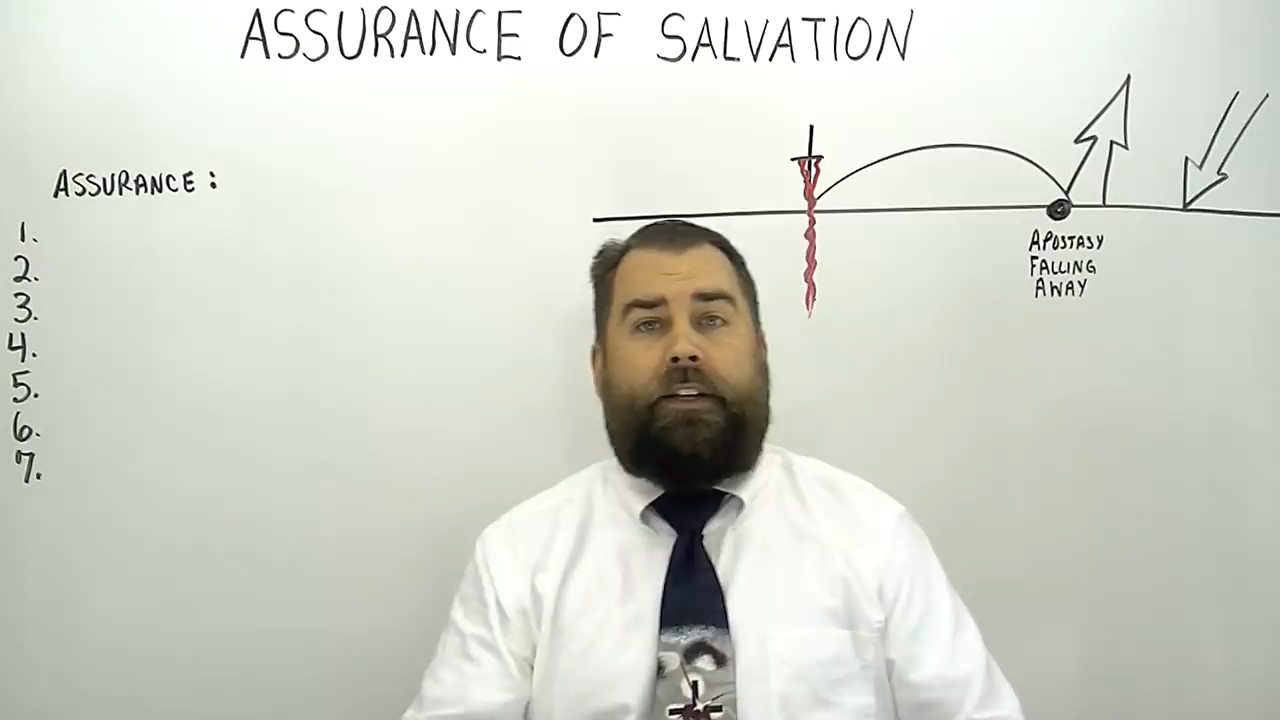 ASSURANCE OF SALVATION
ASSURANCE:
1.
2.
3.
4.
5.
6.
7.
APOSTASY
FALLING
AWAY